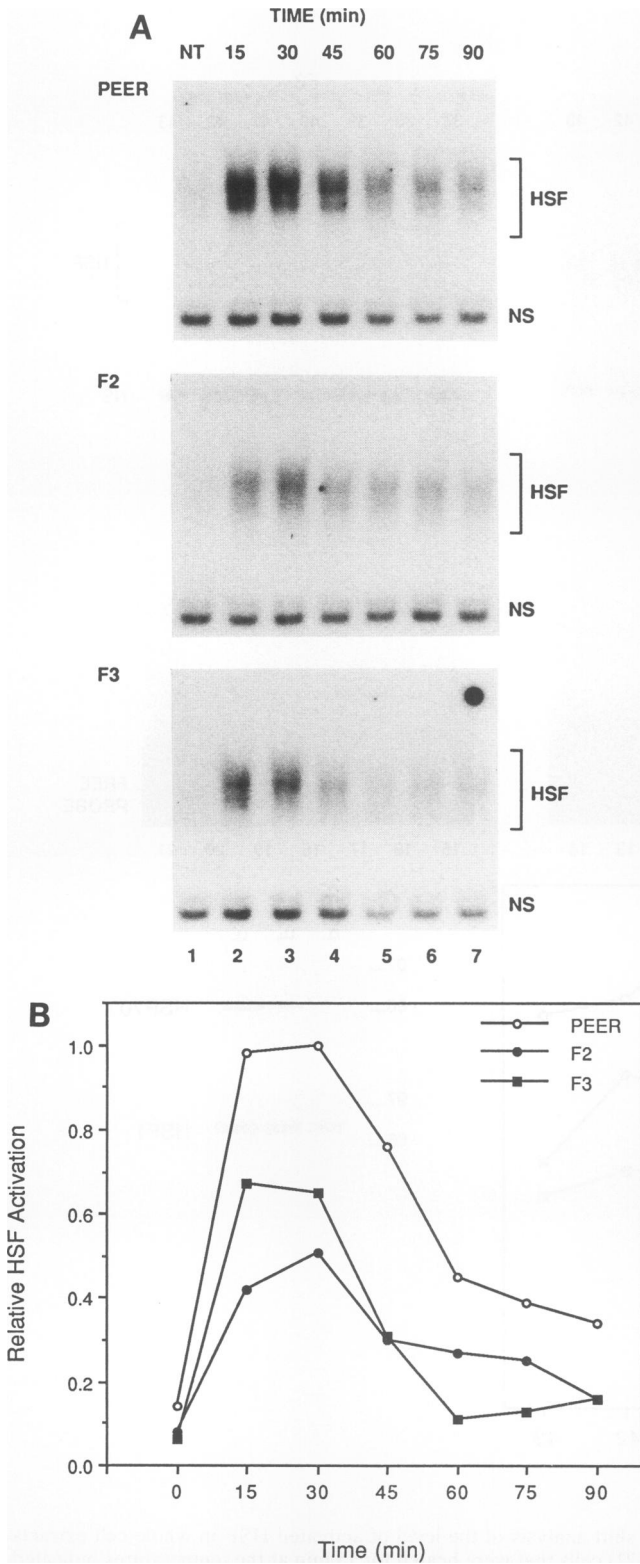 A
TIME (min)
NT 15 30 45 60 75 90
PEER
HSF
NS
F2
HSF
NS
F3
HSF
NS
1 2 3 4 5 6 7
B
PEER
F2
F3
Relative HSF Activation
1.0
0.8
0.6
0.4
0.2
0.0
0 15 30 45 60 75 90
Time (min)